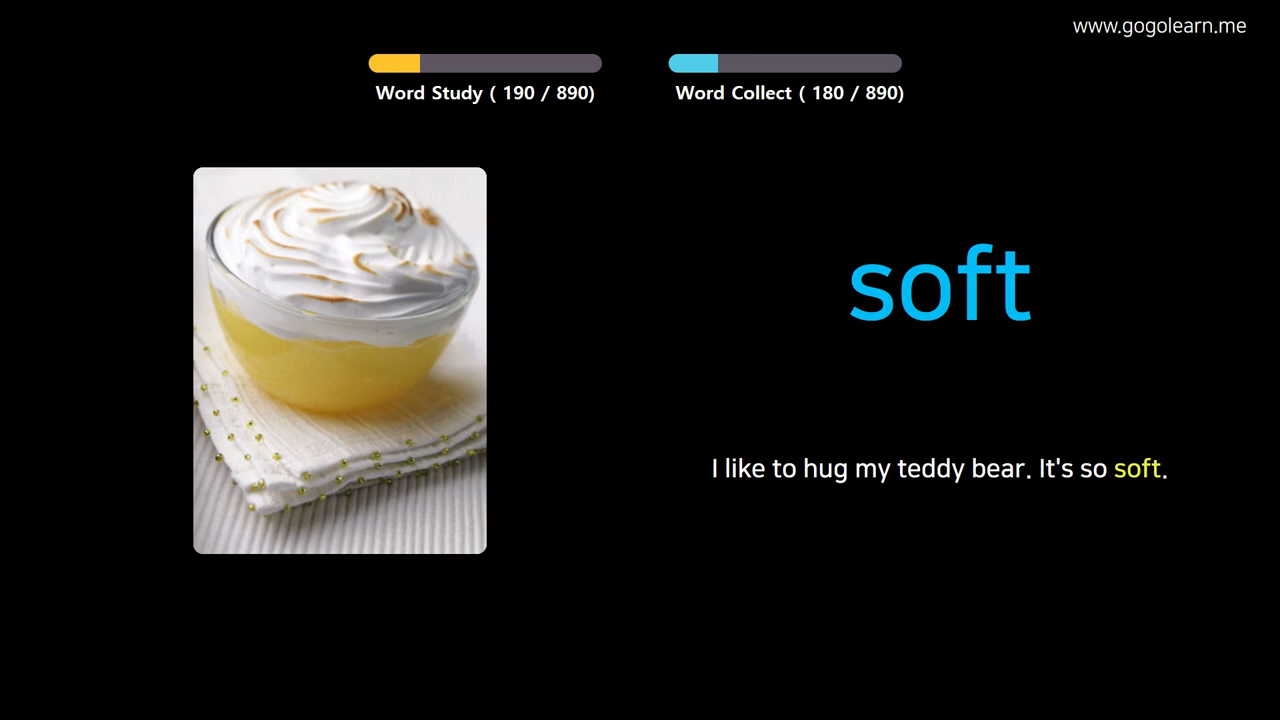 www.gogolearn.me
Word Study ( 190 / 890)
Word Collect ( 180 / 890)
soft
I like to hug my teddy bear. It's so soft.